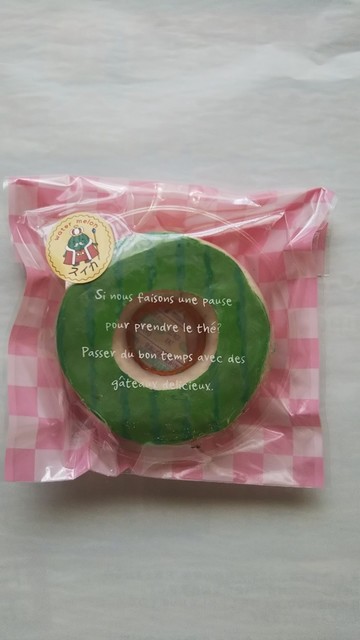 water melon
スイカ
Si nous faisons une pause
pour prendre le thé?
Passer du bon temps avec des
gâteaux délicieux.